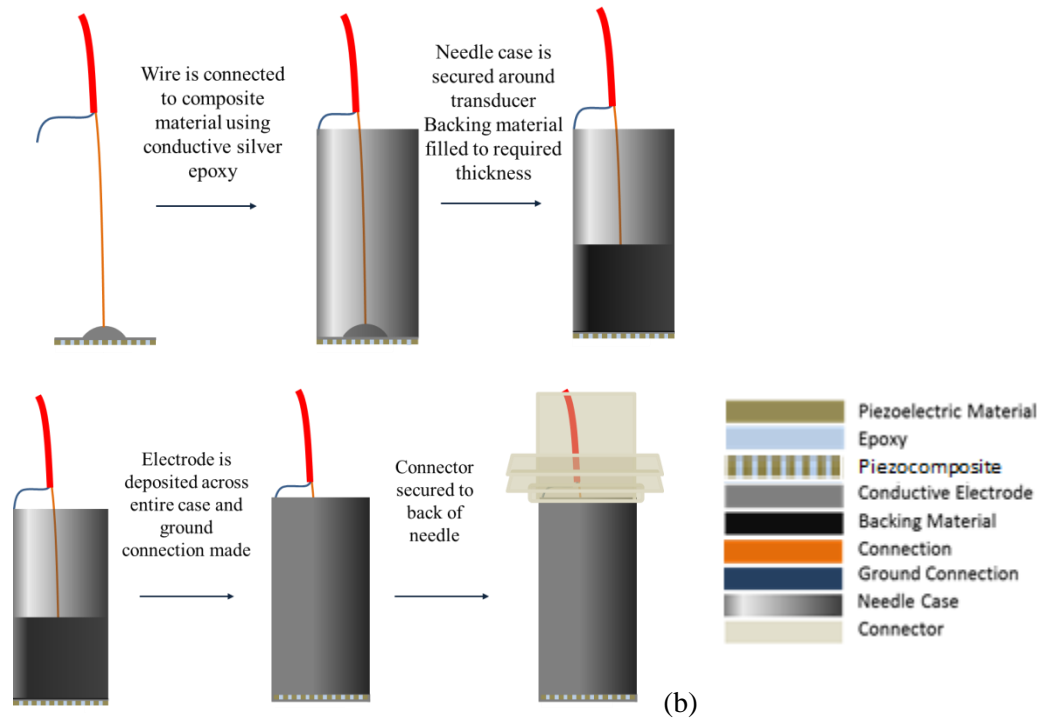 Wire is connected
to composite
material using
conductive silver
epoxy
Needle case is
secured around
transducer
Backing material
filled to required
thickness
Electrode is
deposited across
entire case and
ground
connection made
Connector
secured to
back of
needle
Piezoelectric Material
Epoxy
Piezocomposite
Conductive Electrode
Backing Material
Connection
Ground Connection
Needle Case
Connector
(b)